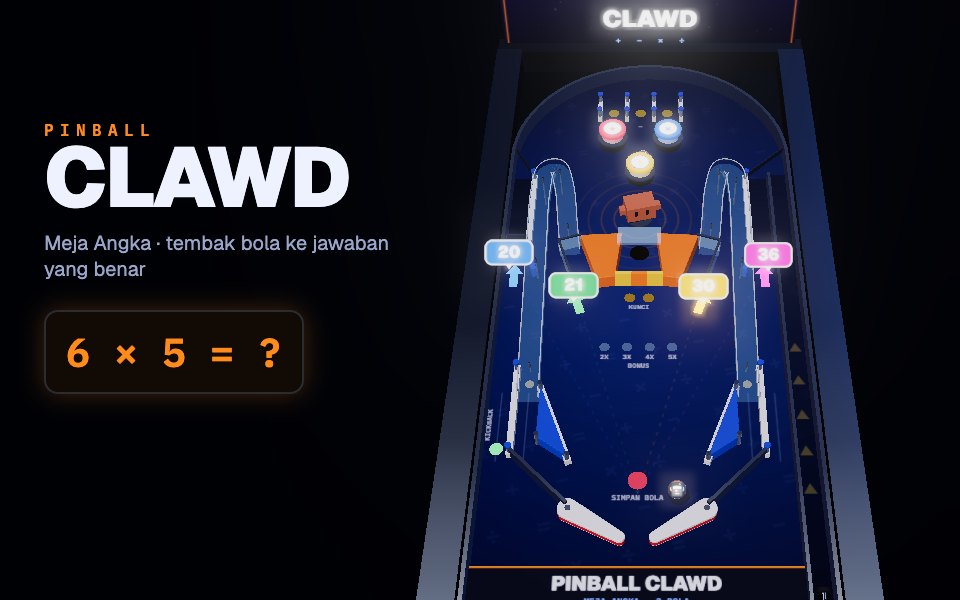 PINBALL
CLAWD
Meja Angka · tembak bola ke jawaban
yang benar
6 × 5 = ?
CLAWD
+ − × ÷
20
36
21
30
KUNCI
2X 3X 4X 5X
BONUS
KICKBACK
SIMPAN BOLA
PINBALL CLAWD